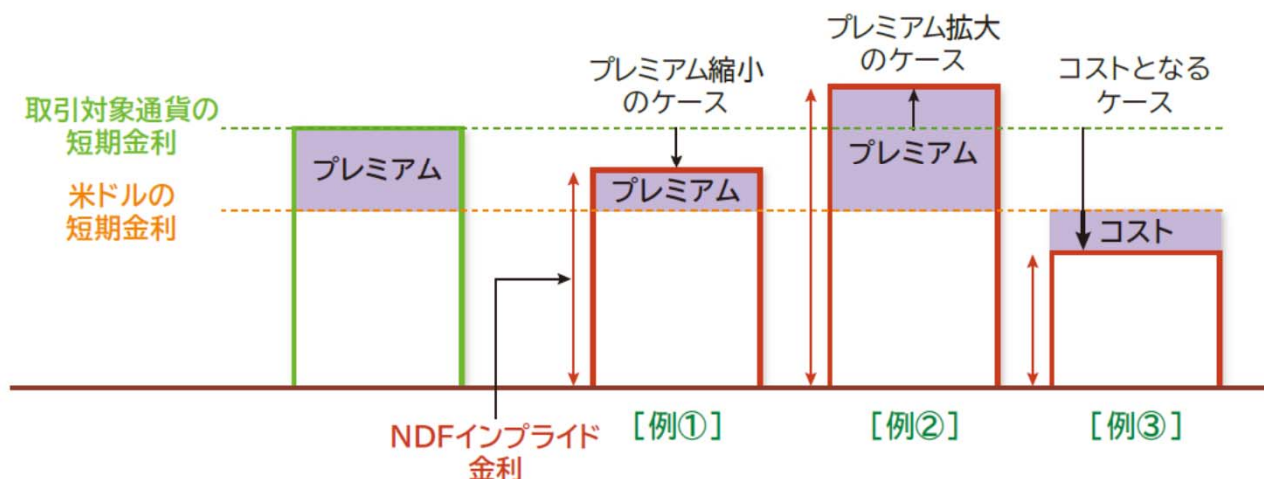 プレミアム縮小
のケース
プレミアム拡大
のケース
コストとなる
ケース
取引対象通貨の
短期金利
米ドルの
短期金利
プレミアム
プレミアム
プレミアム
コスト
NDFインプライド
金利
［例①］
［例②］
［例③］